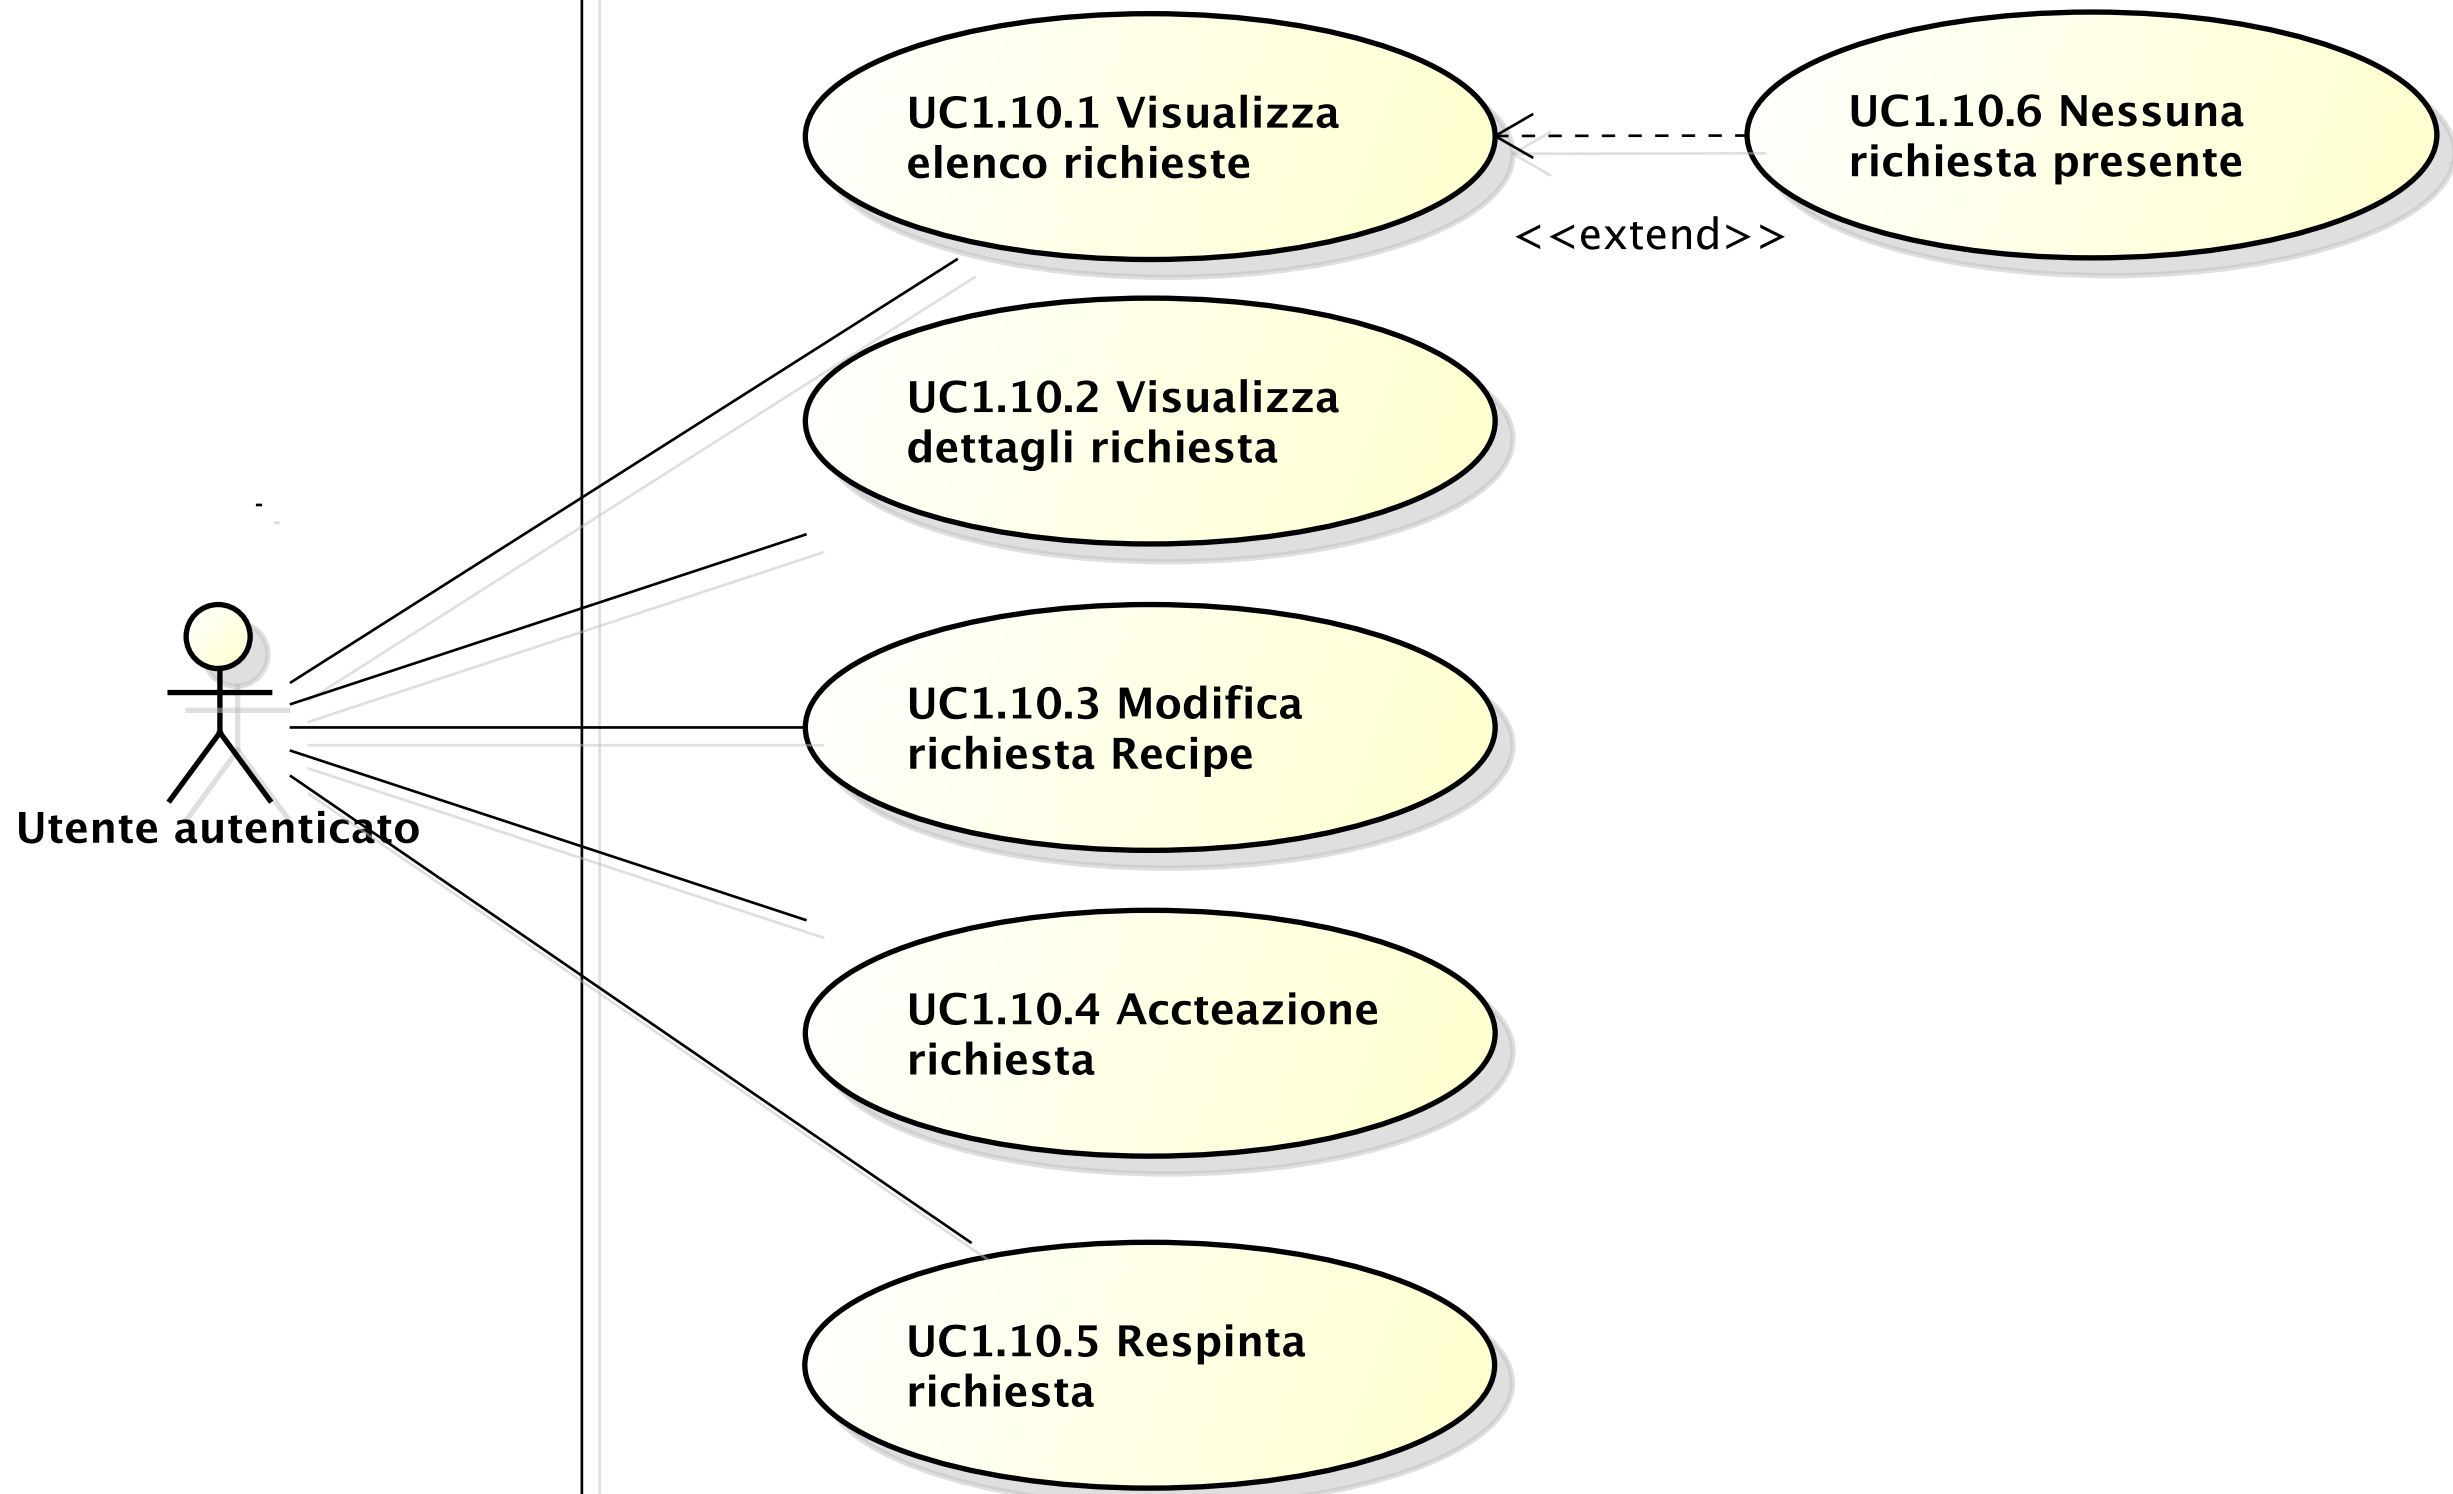 UC1.10.1 Visualizza
elenco richieste
UC1.10.6 Nessuna
richiesta presente
<<extend>>
UC1.10.2 Visualizza
dettagli richiesta
UC1.10.3 Modifica
richiesta Recipe
Utente autenticato
UC1.10.4 Accteazione
richiesta
UC1.10.5 Respinta
richiesta